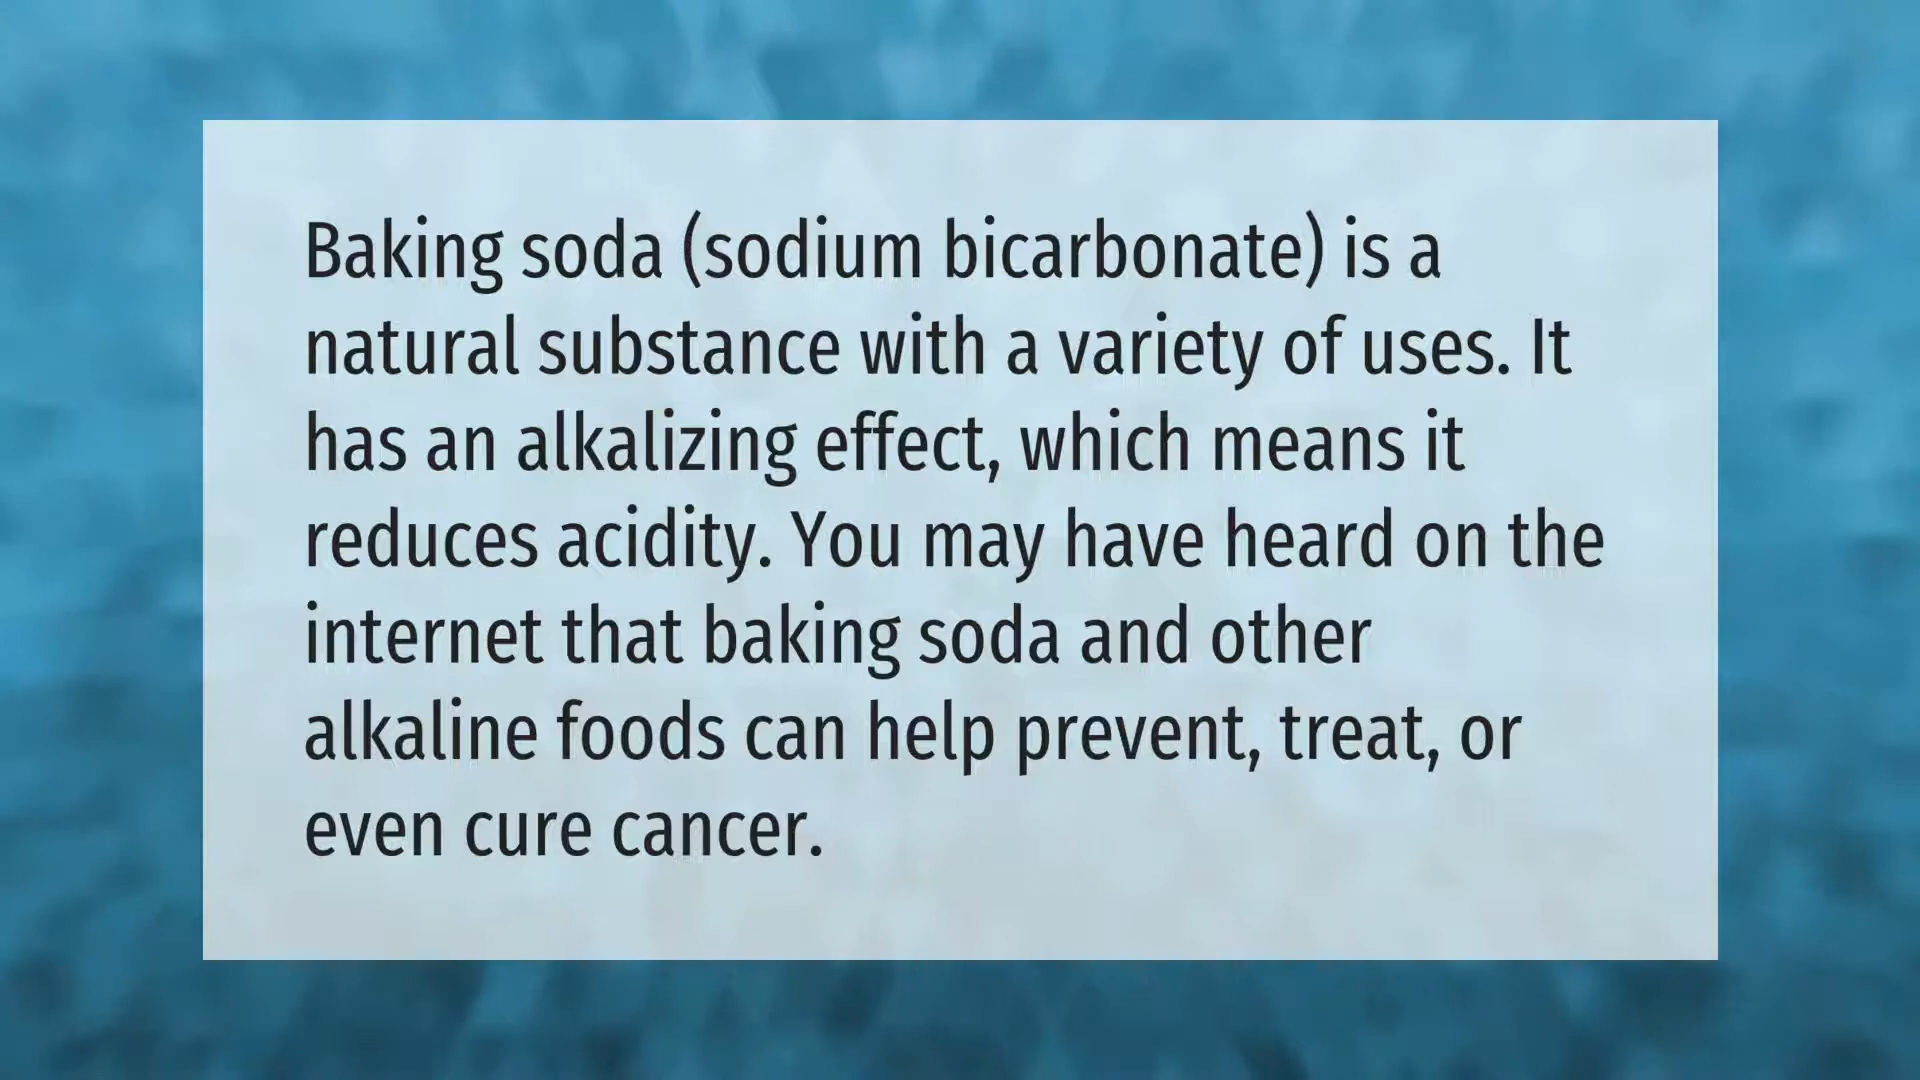 Baking soda (sodium bicarbonate) is a
natural substance with a variety of uses. It
has an alkalizing effect, which means it
reduces acidity. You may have heard on the
internet that baking soda and other
alkaline foods can help prevent, treat, or
even cure cancer.